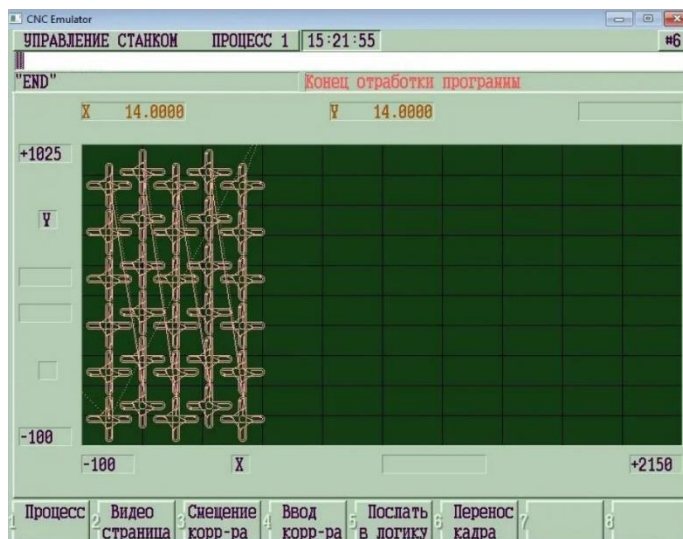 CNC Emulator
УПРАВЛЕНИЕ СТАНКОМ ПРОЦЕСС 1 15:21:55 #6
"END" Конец отработки программ
X 14.0000 Y 14.0000
+1025
Y
-100
-100 X +2150
1 Процесс 2 Видео страница 3 Смещение корр-ра 4 Ввод корр-ра 5 Послать в логику 6 Перенос кадра 7 8